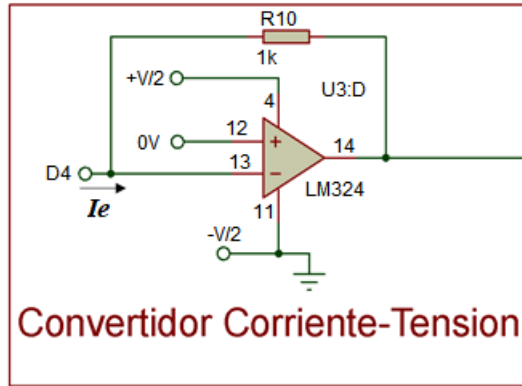 R10
1k
+V/2
U3:D
4
0V
12
14
13
D4
LM324
Ie
11
-V/2
Convertidor Corriente-Tension